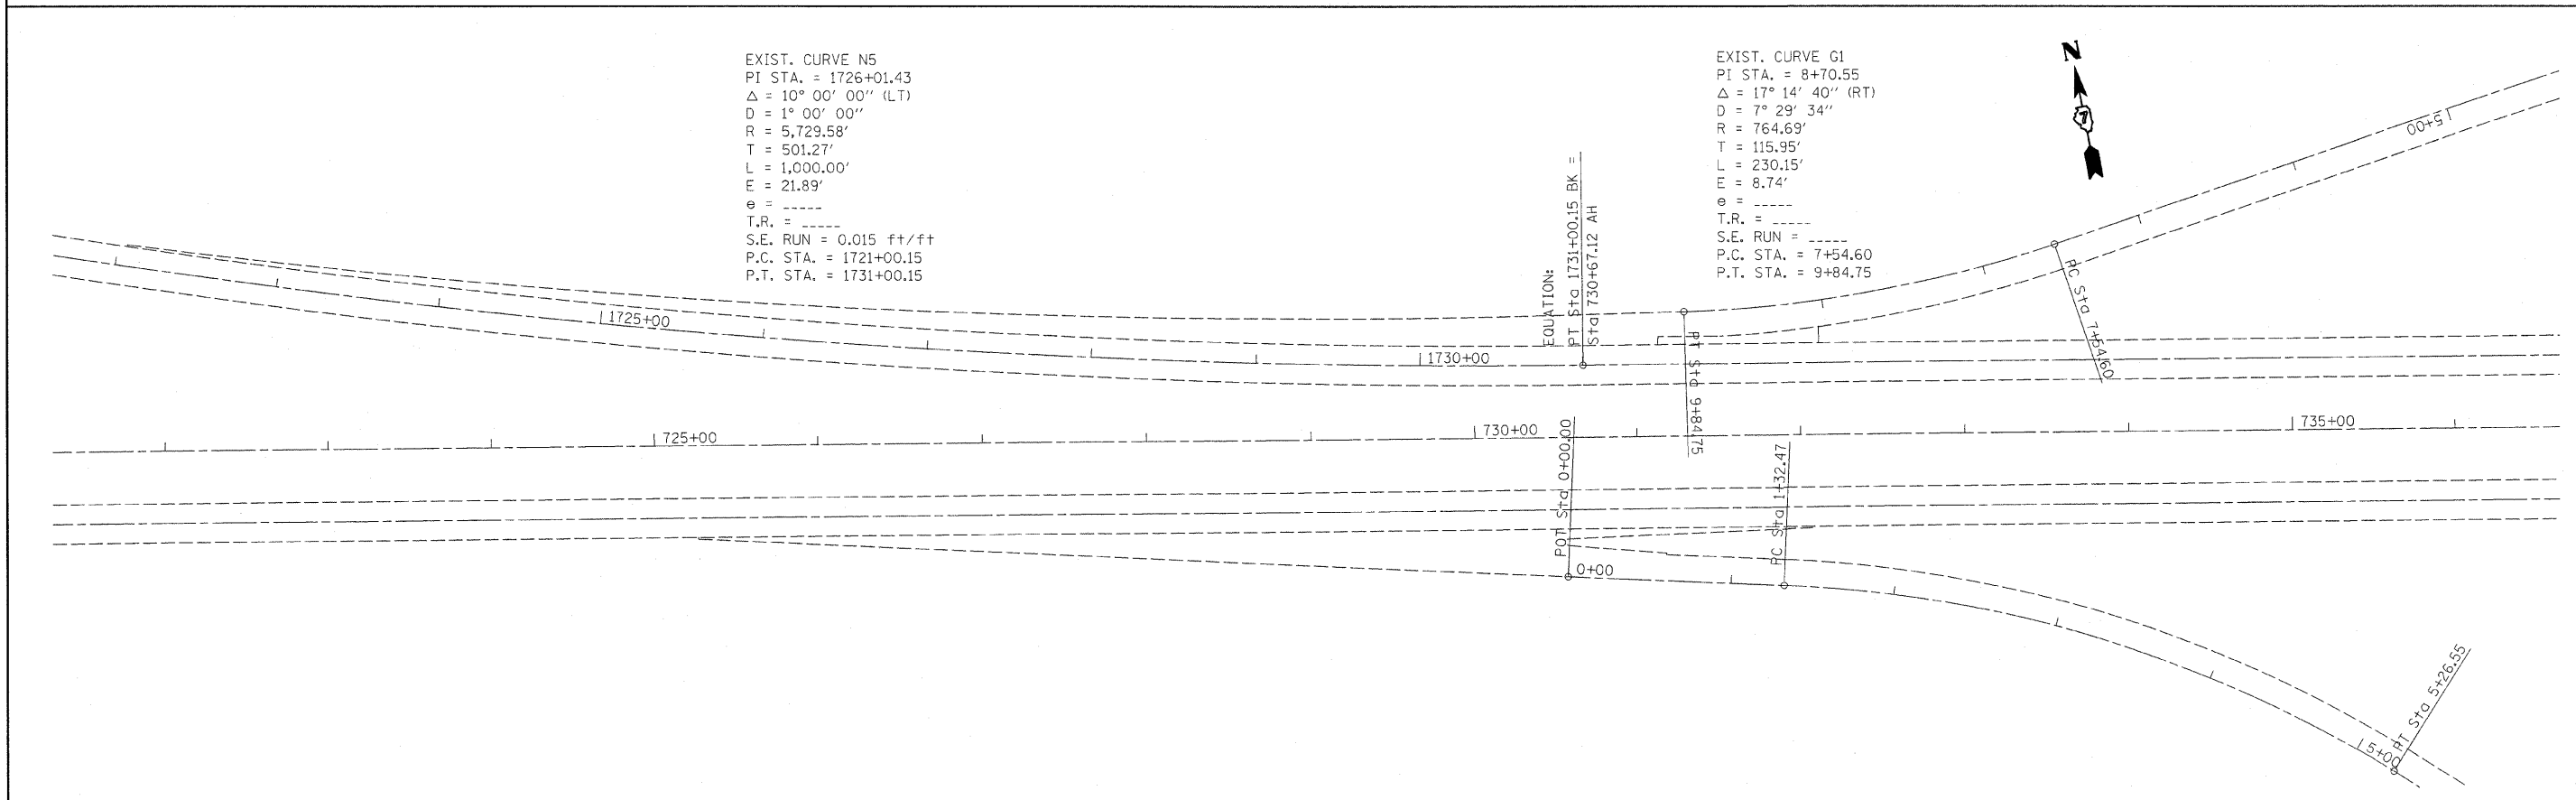 EXIST. CURVE N5
PI STA. = 1726+01.43
Δ = 10° 00' 00'' (LT)
D = 1° 00' 00''
R = 5,729.58'
T = 501.27'
L = 1,000.00'
E = 21.89'
e = _____
T.R. = _____
S.E. RUN = 0.015 ft/ft
P.C. STA. = 1721+00.15
P.T. STA. = 1731+00.15
EXIST. CURVE G1
PI STA. = 8+70.55
Δ = 17° 14' 40'' (RT)
D = 7° 29' 34''
R = 764.69'
T = 115.95'
L = 230.15'
E = 8.74'
e = _____
T.R. = _____
S.E. RUN = _____
P.C. STA. = 7+54.60
P.T. STA. = 9+84.75
N
7
EQUATION:
PT Sta 1731+00.15 BK =
Sta 730+67.12 AH
15+00
PC Sta 7+54.60
1725+00
1730+00
PT Sta 9+84.75
725+00
730+00
735+00
POT Sta 0+00.00
0+00
PC Sta 1+32.47
PT Sta 5+26.55
5+00